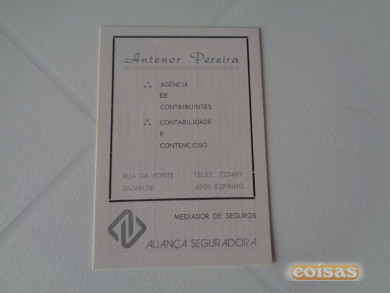 Antenor Pereira
AGÊNCIA
DE
CONTRIBUINTES
CONTABILIDADE
E
CONTENCIOSO
RUA DA FONTE TELEF. 723489
SILVALDE 4500 ESPINHO
MEDIADOR DE SEGUROS
ALIANÇA SEGURADORA
coisas